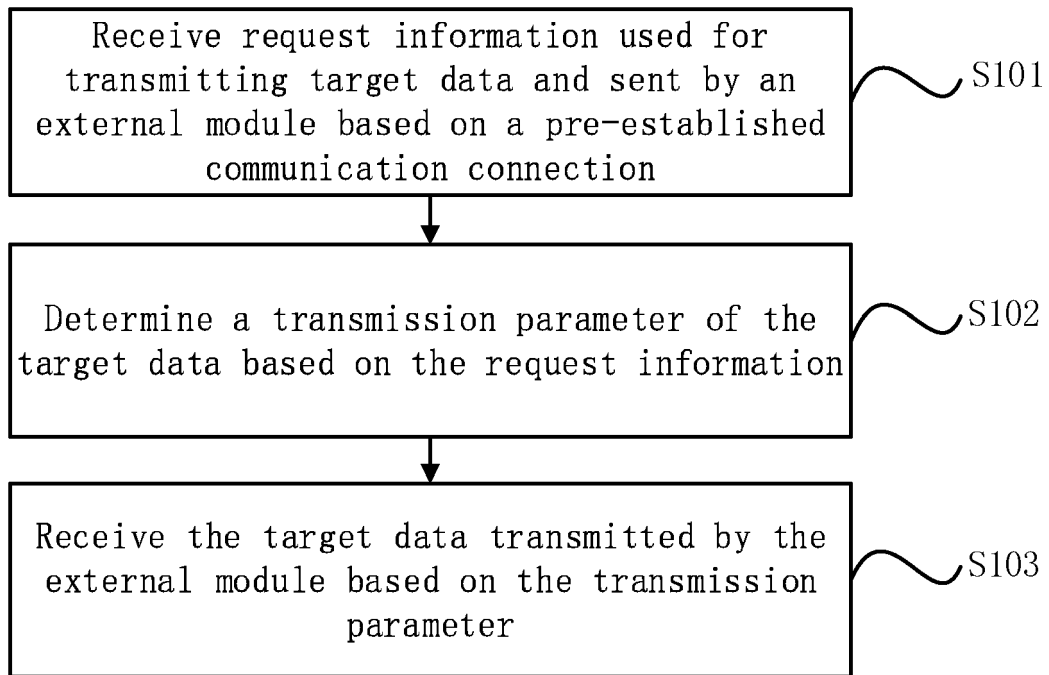 Receive request information used for
transmitting target data and sent by an
external module based on a pre-established
communication connection
S101
Determine a transmission parameter of the
target data based on the request information
S102
Receive the target data transmitted by the
external module based on the transmission
parameter
S103